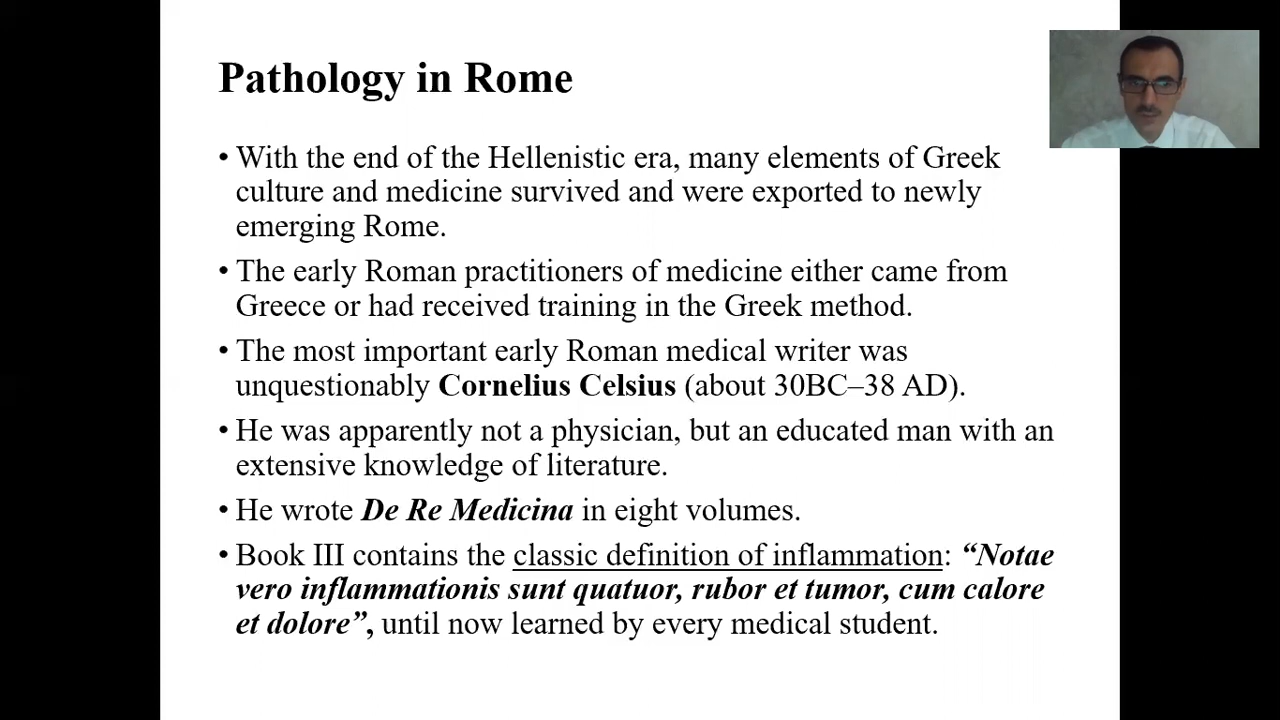 Pathology in Rome
• With the end of the Hellenistic era, many elements of Greek
culture and medicine survived and were exported to newly
emerging Rome.
• The early Roman practitioners of medicine either came from
Greece or had received training in the Greek method.
• The most important early Roman medical writer was
unquestionably Cornelius Celsius (about 30BC–38 AD).
• He was apparently not a physician, but an educated man with an
extensive knowledge of literature.
• He wrote De Re Medicina in eight volumes.
• Book III contains the classic definition of inflammation: “Notae
vero inflammationis sunt quatuor, rubor et tumor, cum calore
et dolore”, until now learned by every medical student.